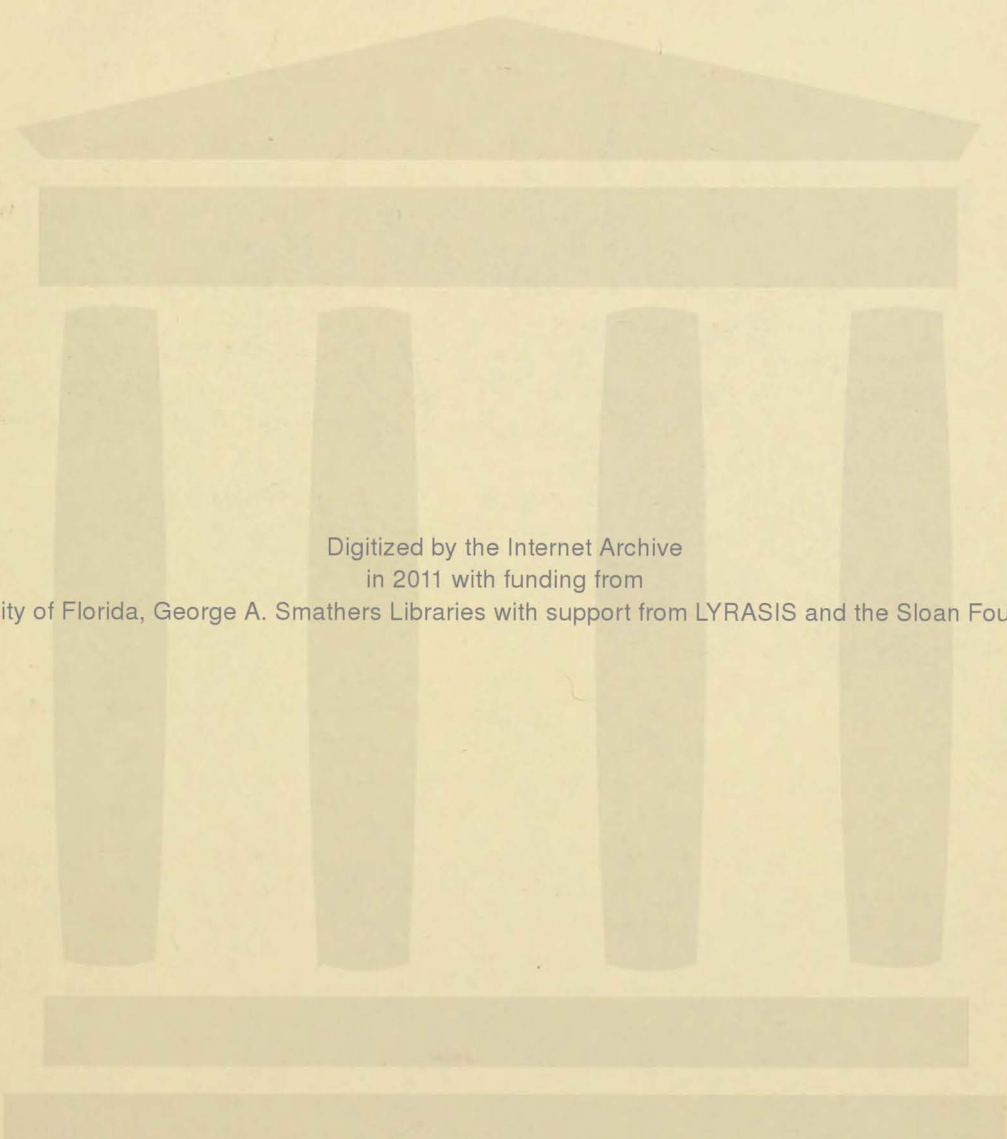 Digitized by the Internet Archive
in 2011 with funding from
ity of Florida, George A. Smathers Libraries with support from LYRASIS and the Sloan Fou